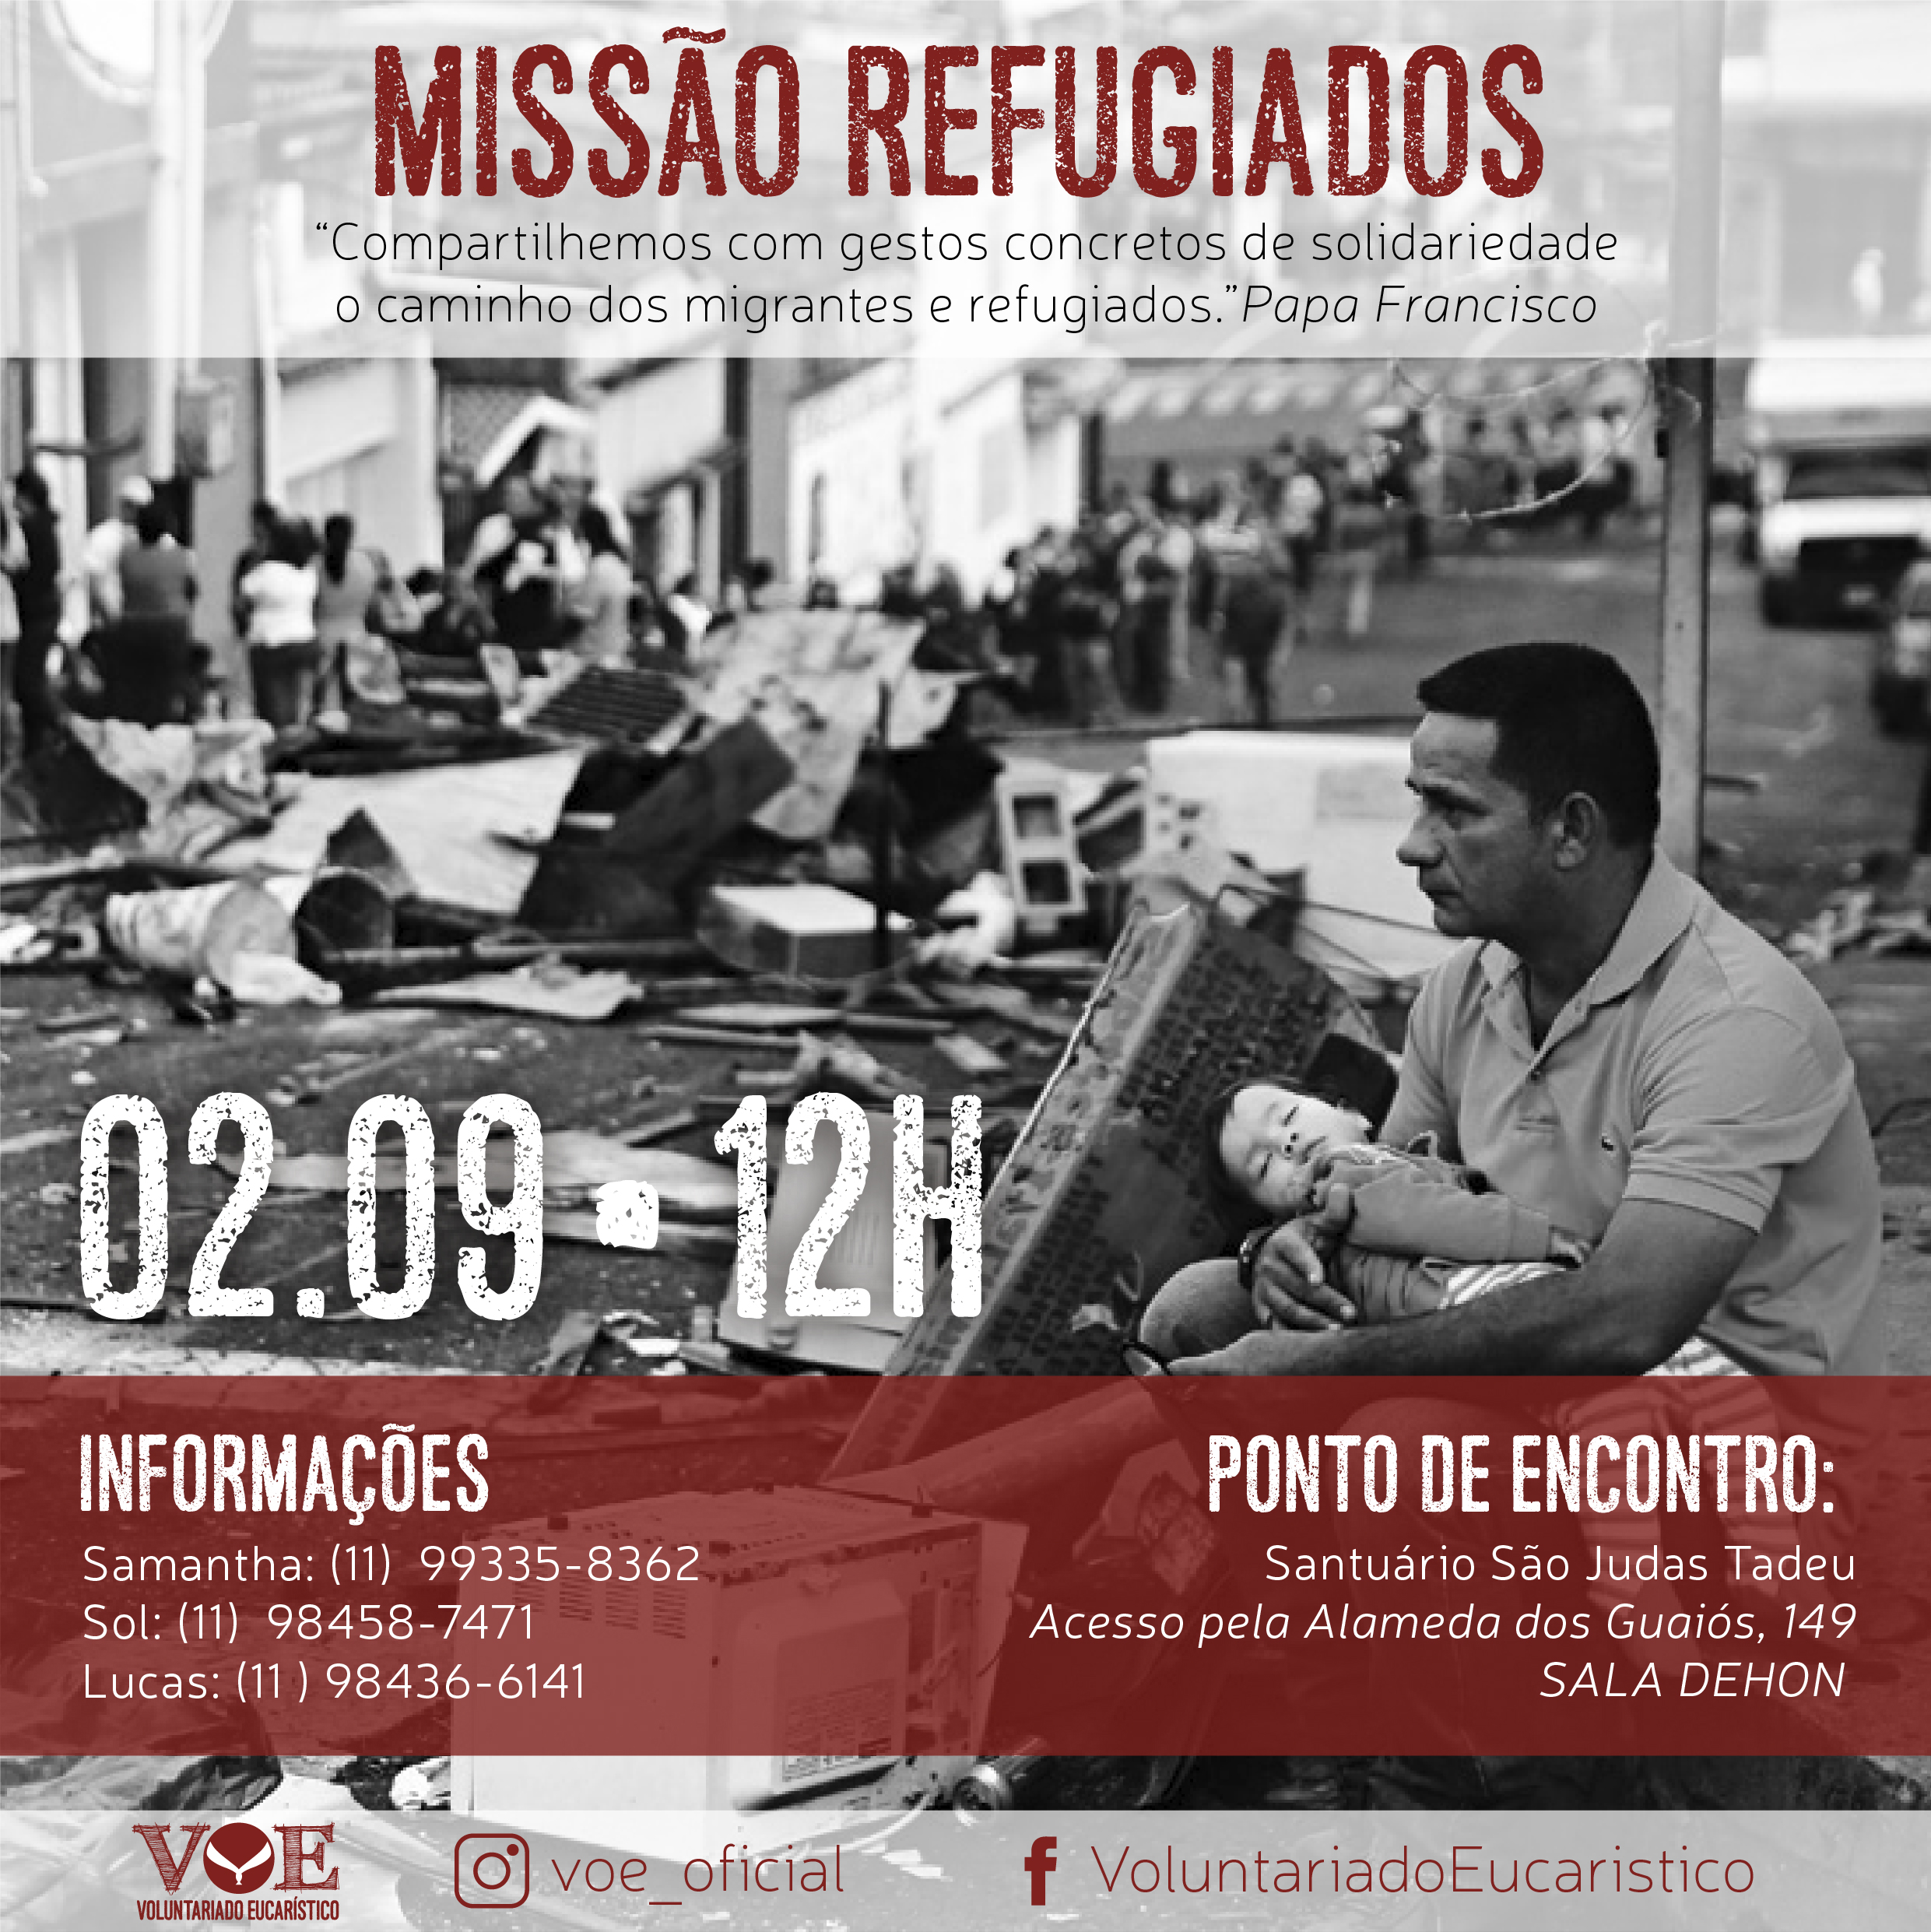 MISSÃO REFUGIADOS
“Compartilhemos com gestos concretos de solidariedade
o caminho dos migrantes e refugiados.”Papa Francisco
02.09 - 12H
INFORMAÇÕES
Samantha: (11) 99335-8362
Sol: (11) 98458-7471
Lucas: (11 ) 98436-6141
PONTO DE ENCONTRO:
Santuário São Judas Tadeu
Acesso pela Alameda dos Guaiós, 149
SALA DEHON
VOE
VOLUNTARIADO EUCARÍSTICO
voe_oficial
VoluntariadoEucaristico